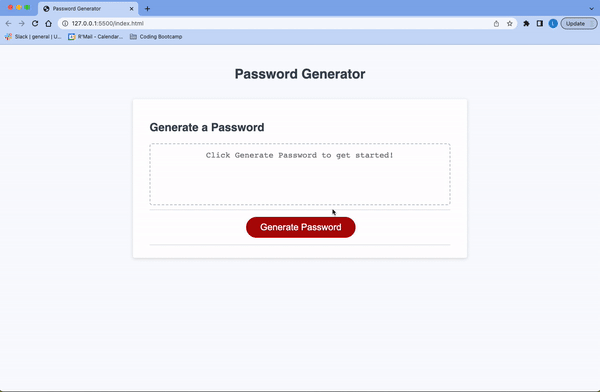 Password Generator
127.0.0.1:5500/index.html
Update
Slack | general | U...
R'Mail - Calendar...
Coding Bootcamp
Password Generator
Generate a Password
Click Generate Password to get started!
Generate Password